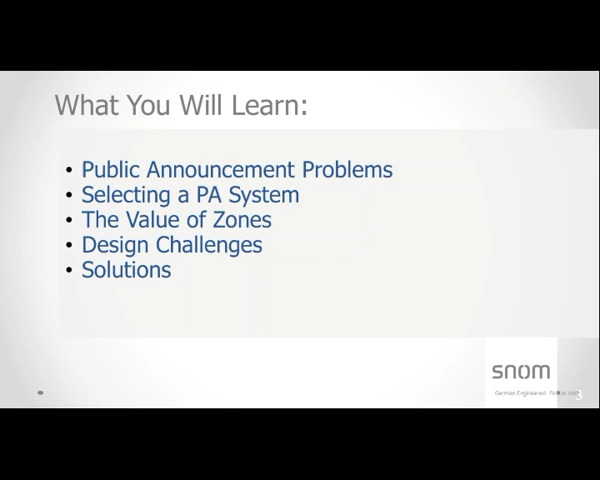 What You Will Learn:
• Public Announcement Problems
• Selecting a PA System
• The Value of Zones
• Design Challenges
• Solutions
snom
German Engineered.
3